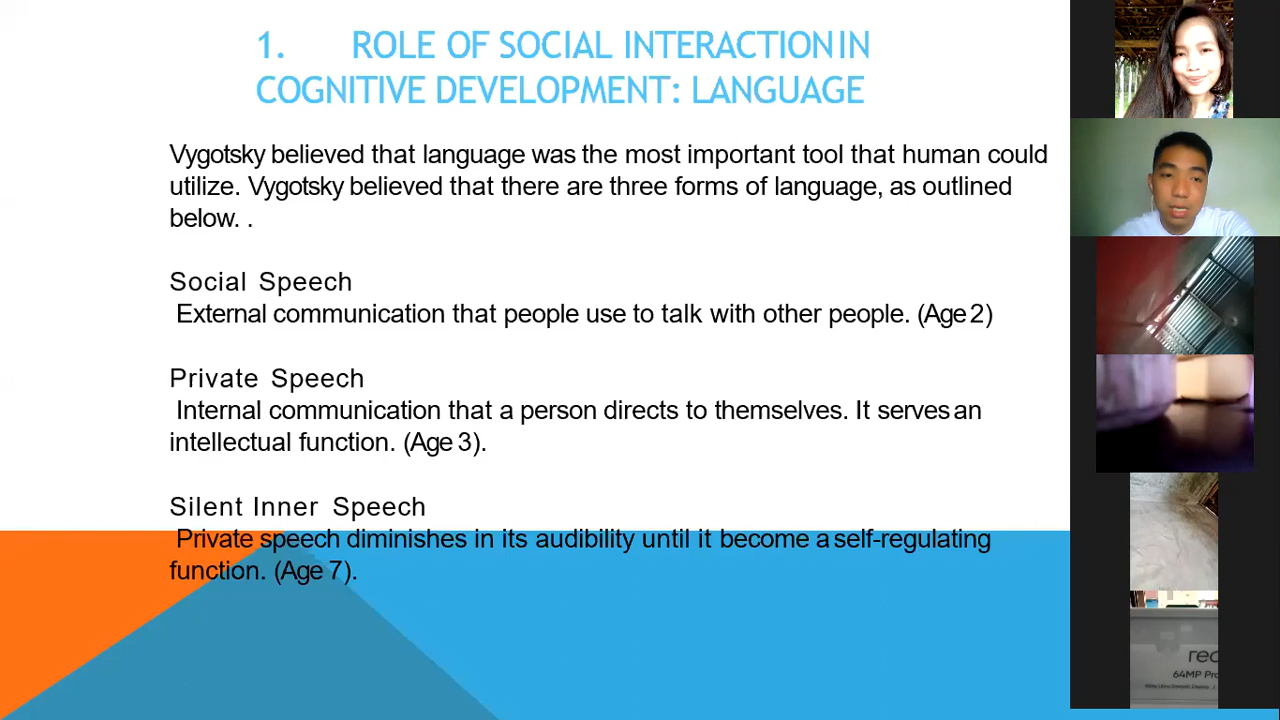 1. ROLE OF SOCIAL INTERACTION IN
COGNITIVE DEVELOPMENT: LANGUAGE
Vygotsky believed that language was the most important tool that human could
utilize. Vygotsky believed that there are three forms of language, as outlined
below. .
Social Speech
External communication that people use to talk with other people. (Age 2)
Private Speech
Internal communication that a person directs to themselves. It serves an
intellectual function. (Age 3).
Silent Inner Speech
Private speech diminishes in its audibility until it become a self-regulating
function. (Age 7).
64MP